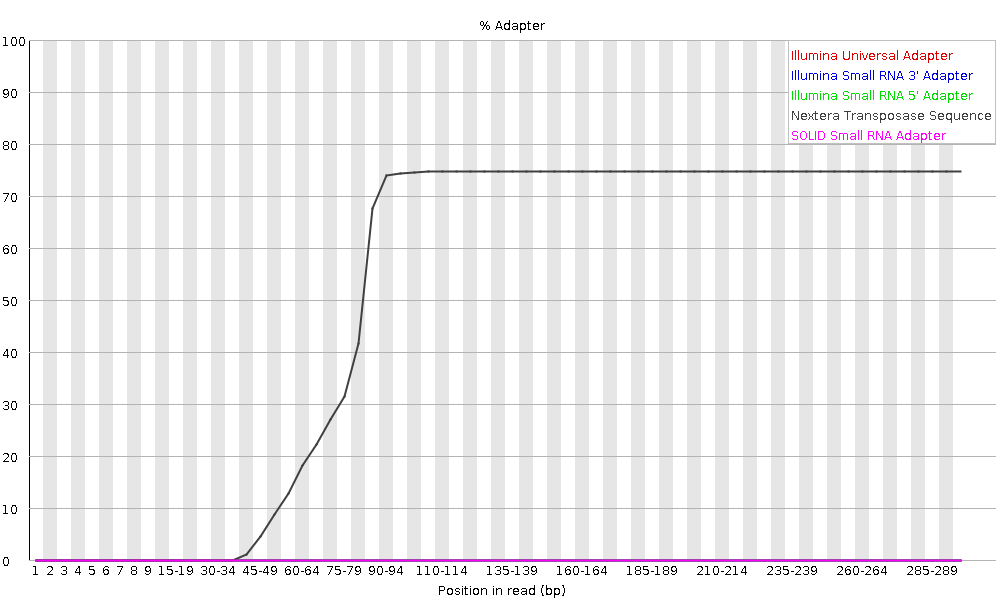 % Adapter
100
90
80
70
60
50
40
30
20
10
0
Illumina Universal Adapter
Illumina Small RNA 3' Adapter
Illumina Small RNA 5' Adapter
Nextera Transposase Sequence
SOLID Small RNA Adapter
1 2 3 4 5 6 7 8 9 15-19 30-34 45-49 60-64 75-79 90-94 110-114 135-139 160-164 185-189 210-214 235-239 260-264 285-289
Position in read (bp)